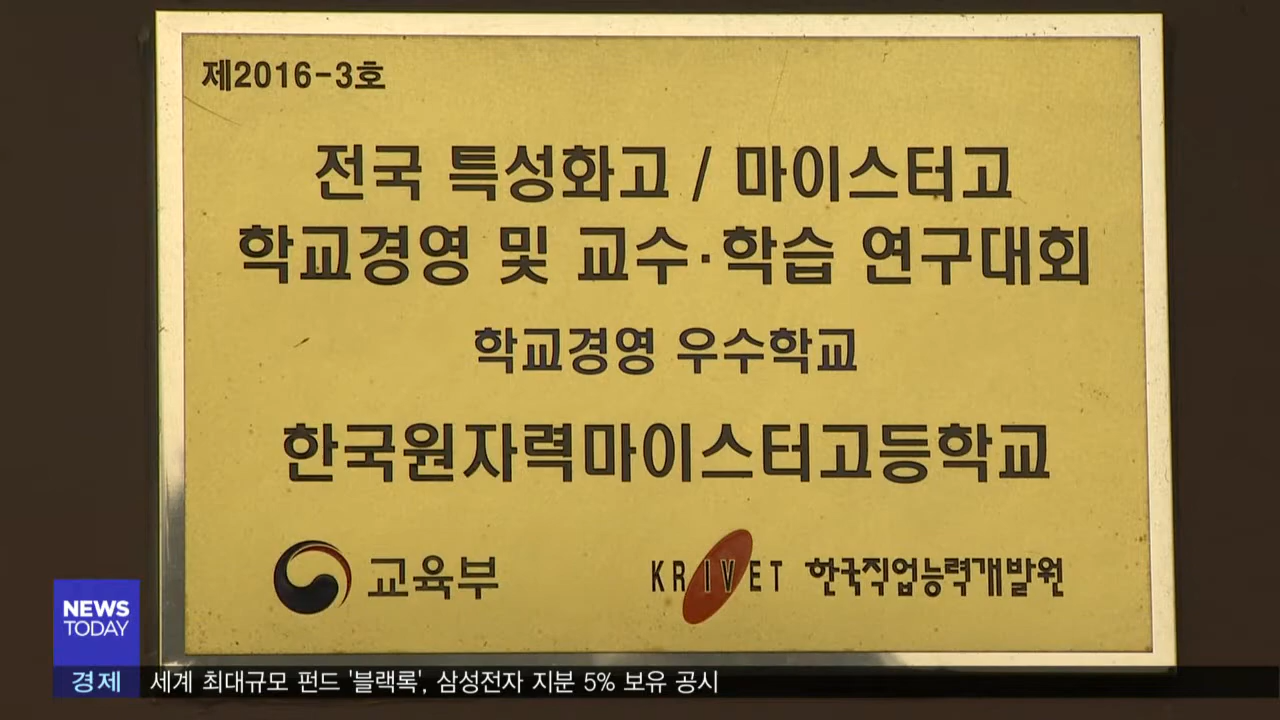 제2016-3호
전국 특성화고 / 마이스터고
학교경영 및 교수·학습 연구대회
학교경영 우수학교
한국원자력마이스터고등학교
교육부
KRIVET 한국직업능력개발원
NEWS
TODAY
경제 세계 최대규모 펀드 '블랙록', 삼성전자 지분 5% 보유 공시